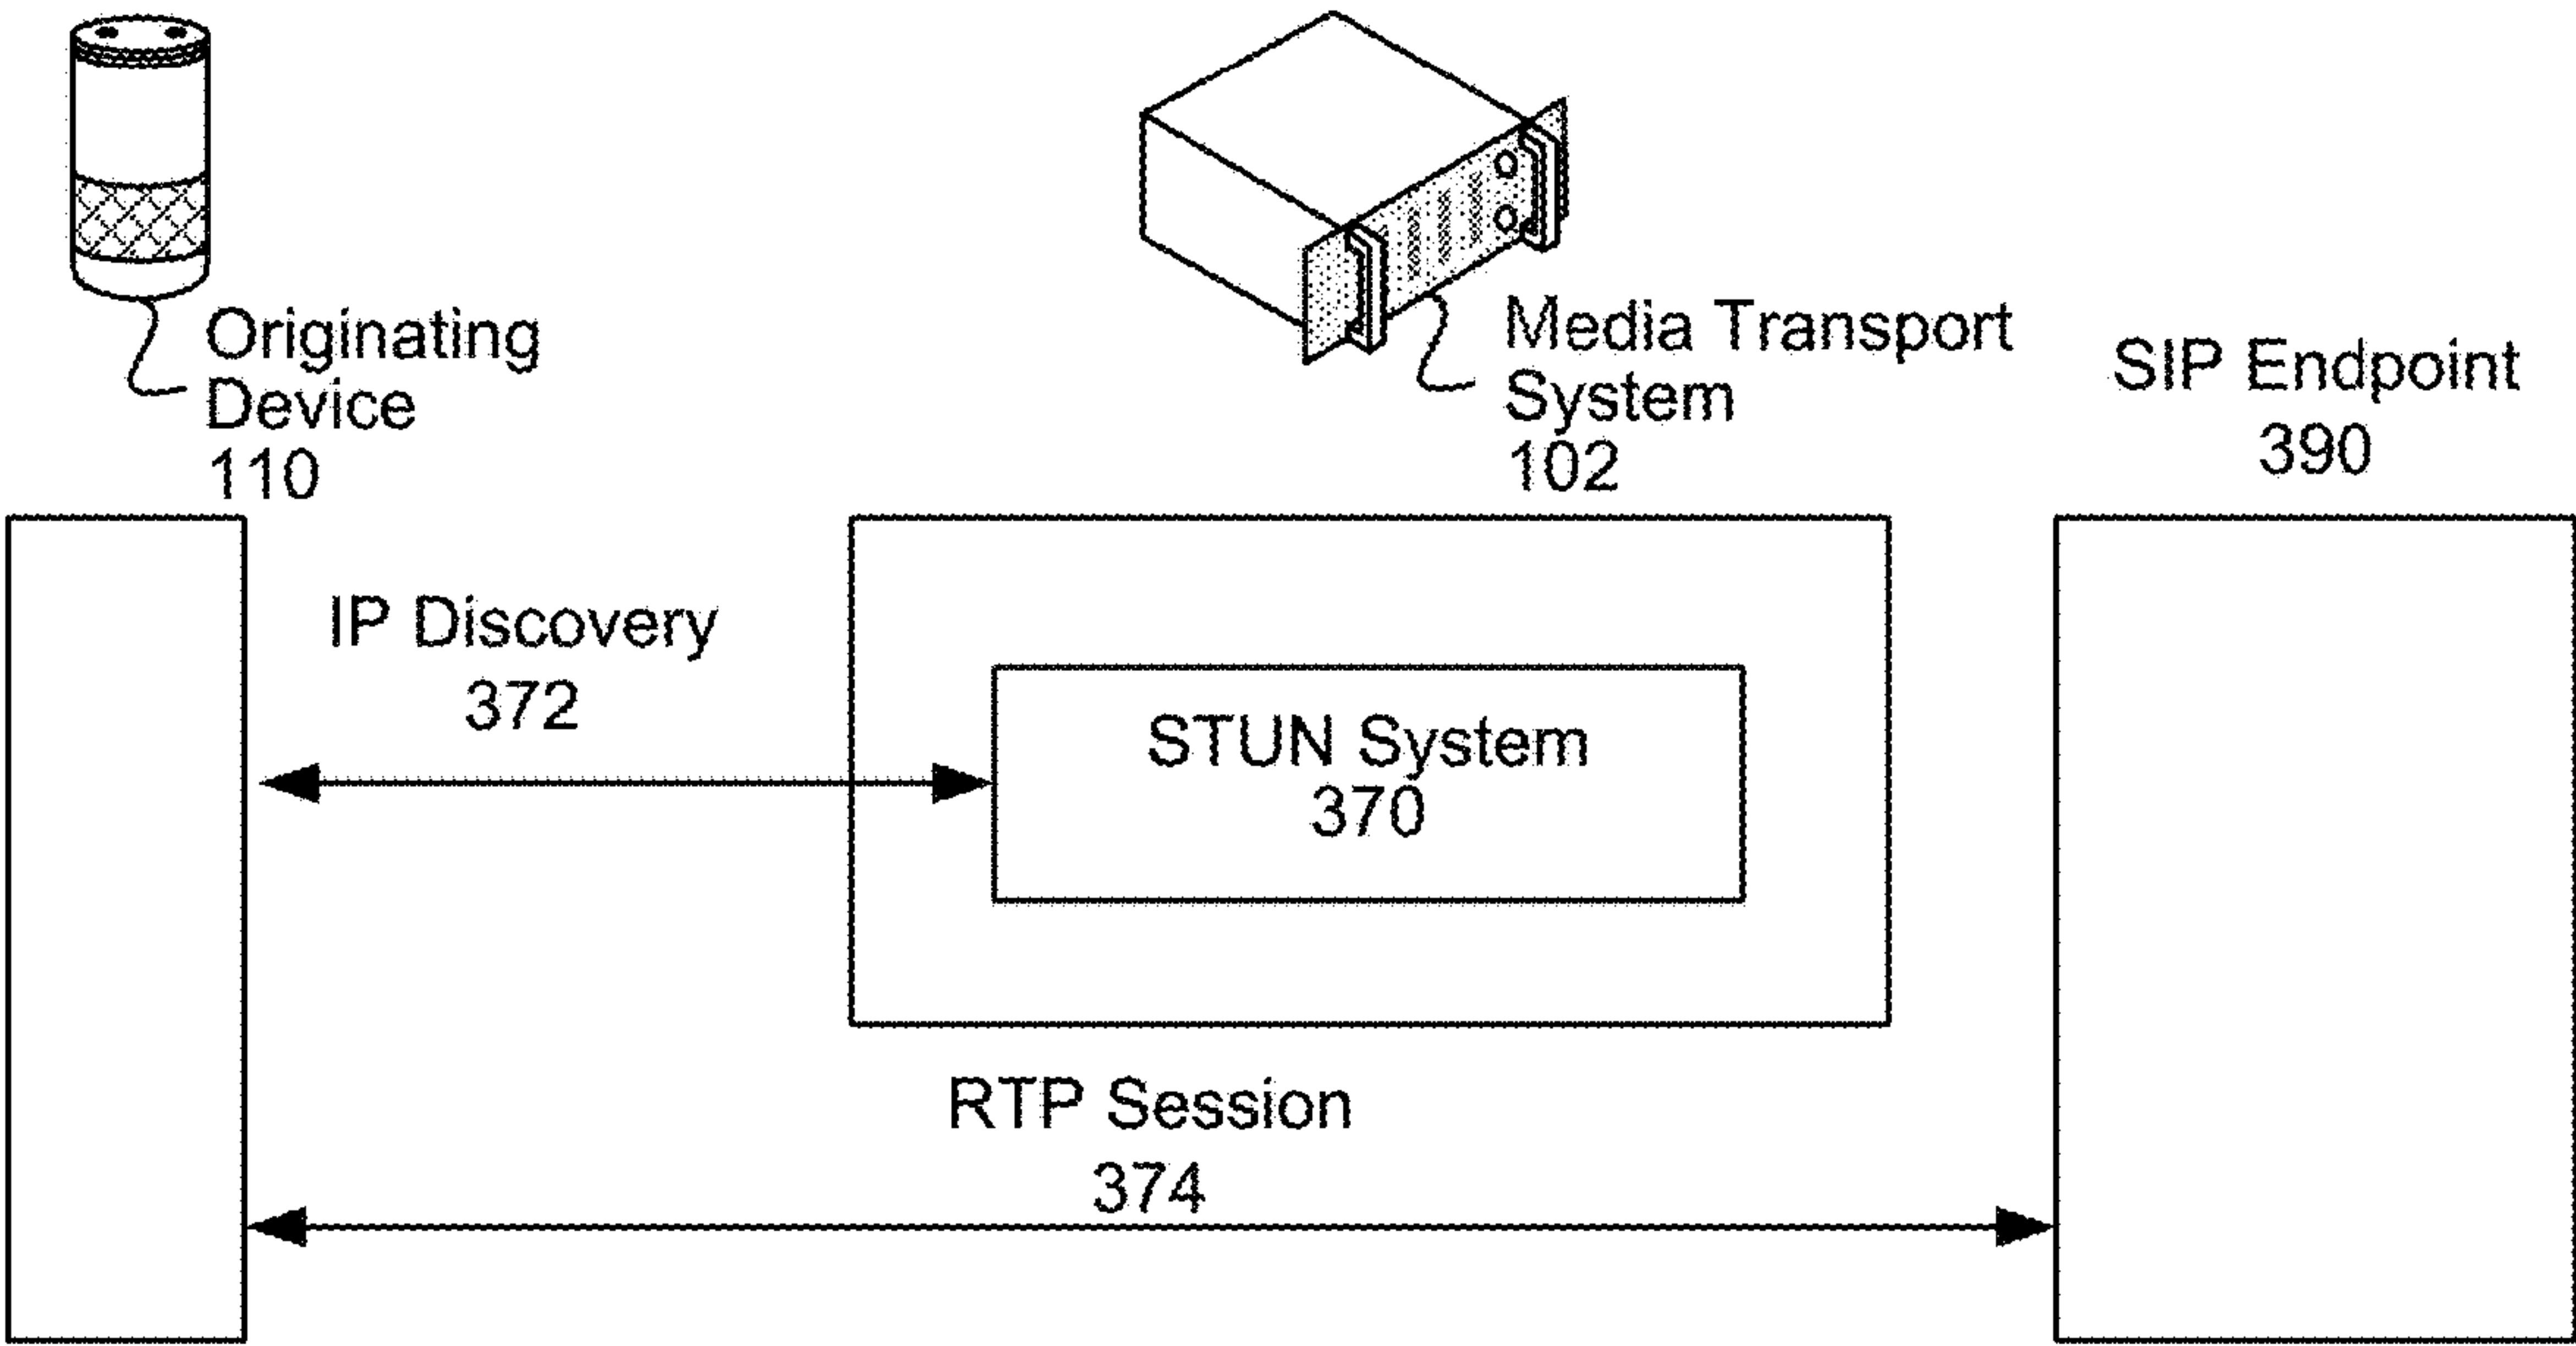 Originating
Device
110
Media Transport
System
102
SIP Endpoint
390
IP Discovery
372
STUN System
370
RTP Session
374